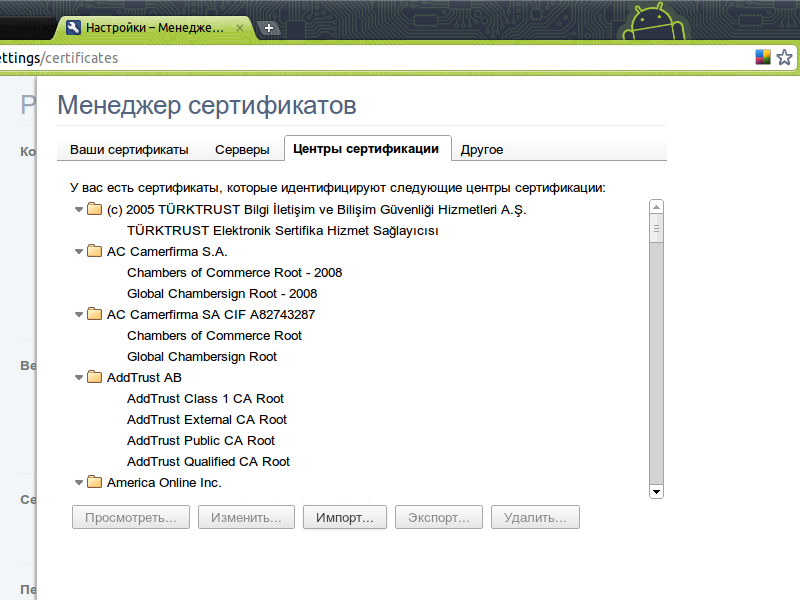 Настройки – Менедже...
ettings/certificates
Менеджер сертификатов
Ко
Ваши сертификаты Серверы Центры сертификации Другое
У вас есть сертификаты, которые идентифицируют следующие центры сертификации:
(c) 2005 TÜRKTRUST Bilgi İletişim ve Bilişim Güvenliği Hizmetleri A.Ş.
TÜRKTRUST Elektronik Sertifika Hizmet Sağlayıcısı
AC Camerfirma S.A.
Chambers of Commerce Root - 2008
Global Chambersign Root - 2008
AC Camerfirma SA CIF A82743287
Chambers of Commerce Root
Global Chambersign Root
Ве
AddTrust AB
AddTrust Class 1 CA Root
AddTrust External CA Root
AddTrust Public CA Root
AddTrust Qualified CA Root
America Online Inc.
Се
Просмотреть... Изменить... Импорт... Экспорт... Удалить...
Пе